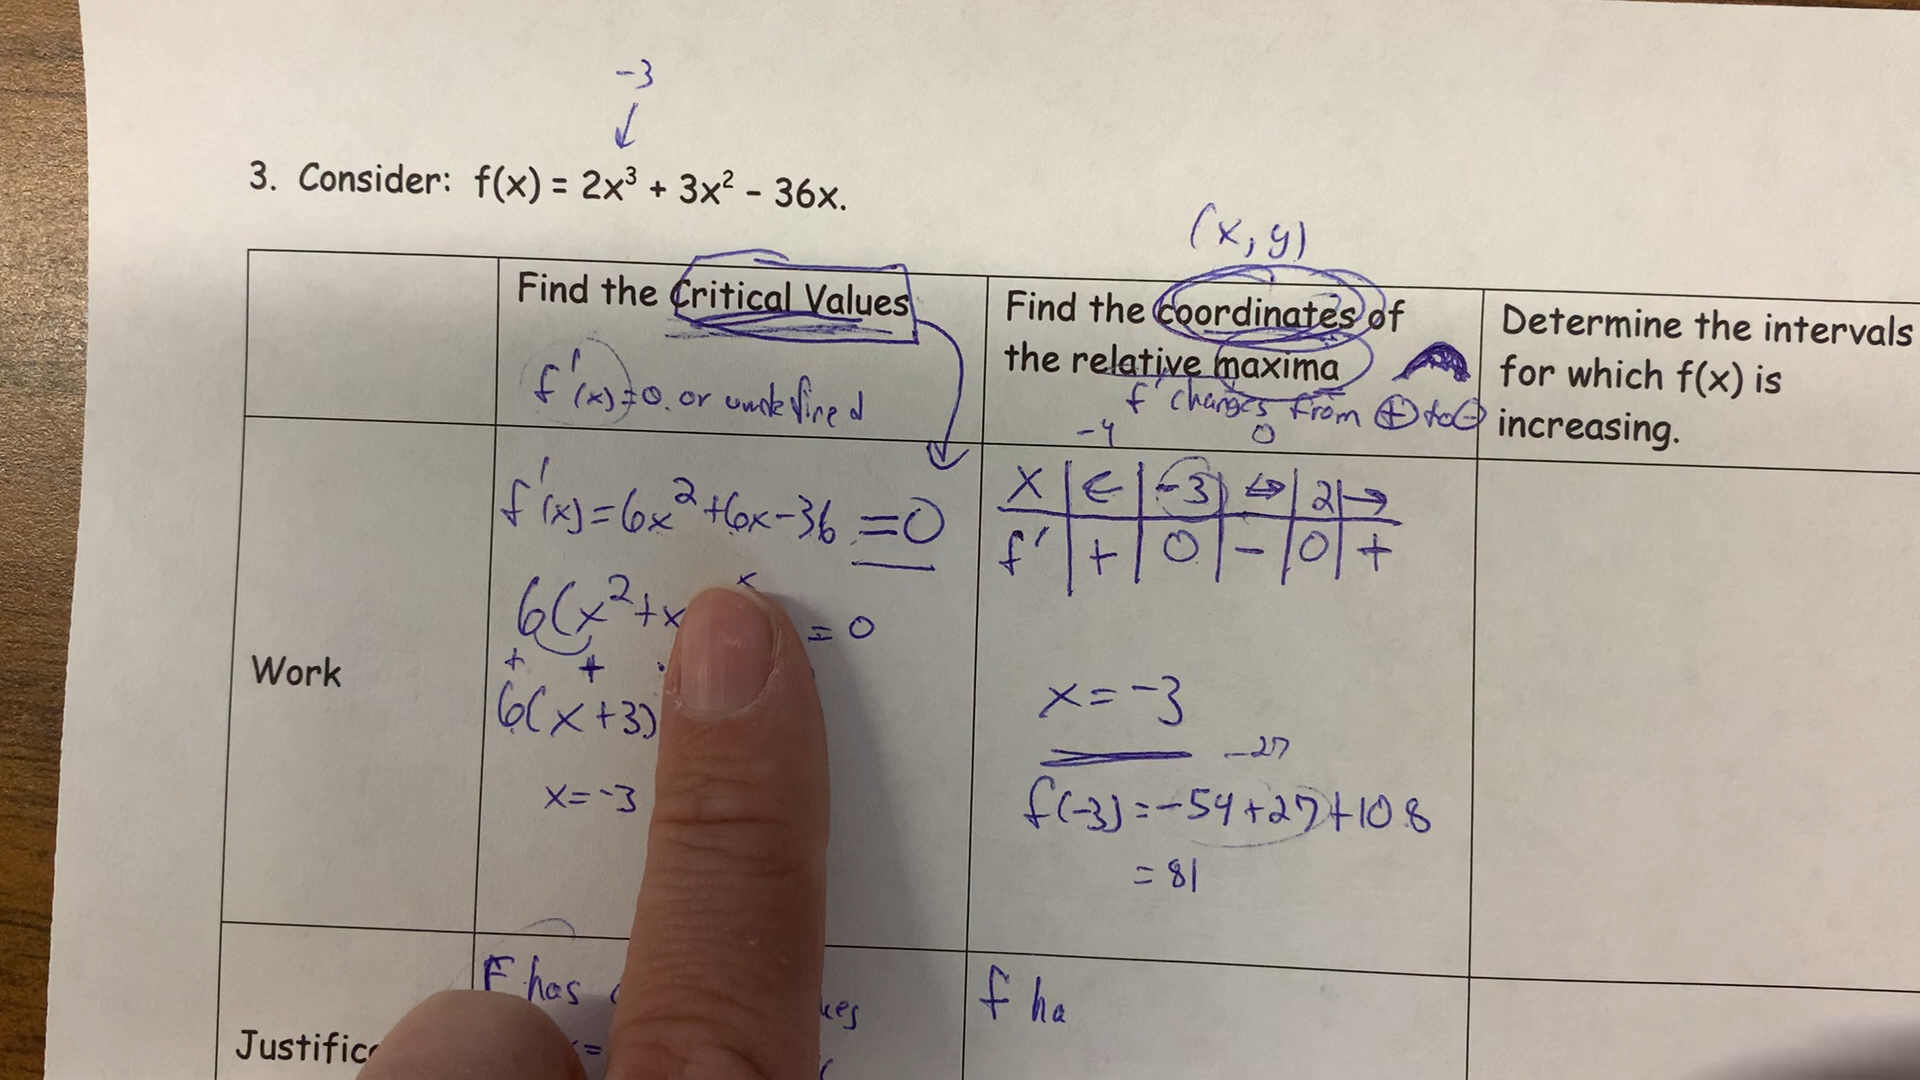 -3
3. Consider: f(x) = 2x³ + 3x² - 36x.
(x, y)
Find the Critical Values
f'(x)=0 or undefined
Find the coordinates of
the relative maxima
f' changes from + to -
Determine the intervals
for which f(x) is
increasing.
Work
f'(x)=6x²+6x-36 =0
6(x²+x = 0
+ +
6(x+3)
x=-3
-4 0
X ← -3 ↔ 2 →
f' + 0 - 0 +
x=-3
-27
f(-3)=-54+27+108
=81
Justific
F has
f ha